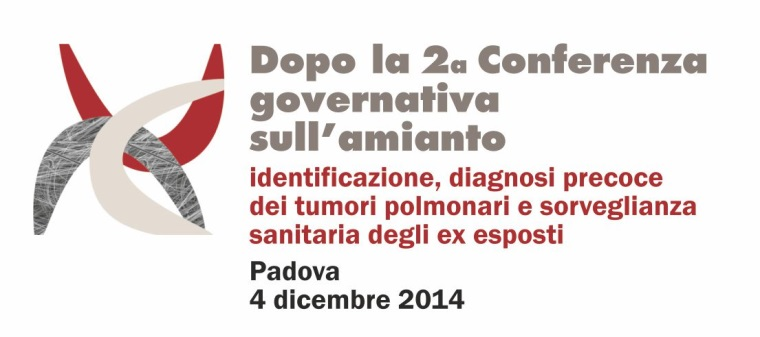 Dopo la 2a Conferenza
governativa
sull'amianto
identificazione, diagnosi precoce
dei tumori polmonari e sorveglianza
sanitaria degli ex esposti
Padova
4 dicembre 2014